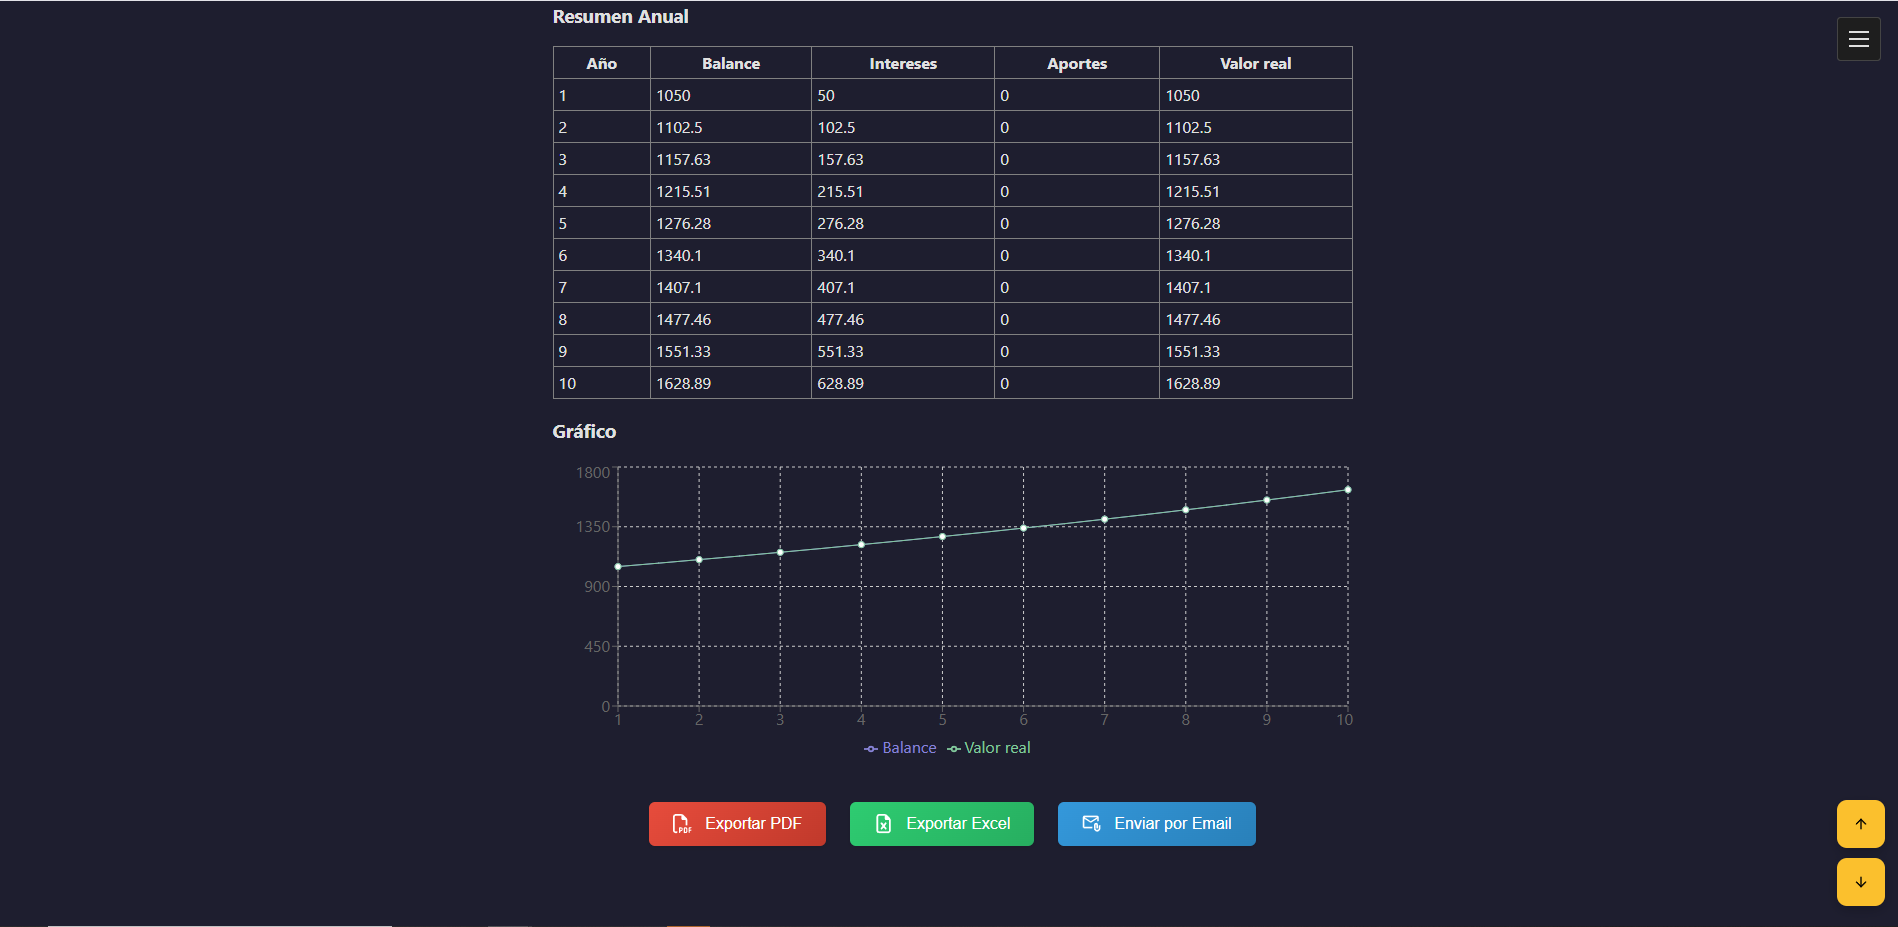 Resumen Anual
Año Balance Intereses Aportes Valor real
1 1050 50 0 1050
2 1102.5 102.5 0 1102.5
3 1157.63 157.63 0 1157.63
4 1215.51 215.51 0 1215.51
5 1276.28 276.28 0 1276.28
6 1340.1 340.1 0 1340.1
7 1407.1 407.1 0 1407.1
8 1477.46 477.46 0 1477.46
9 1551.33 551.33 0 1551.33
10 1628.89 628.89 0 1628.89
Gráfico
1800
1350
900
450
0
1 2 3 4 5 6 7 8 9 10
Balance Valor real
PDF Exportar PDF X Exportar Excel Enviar por Email